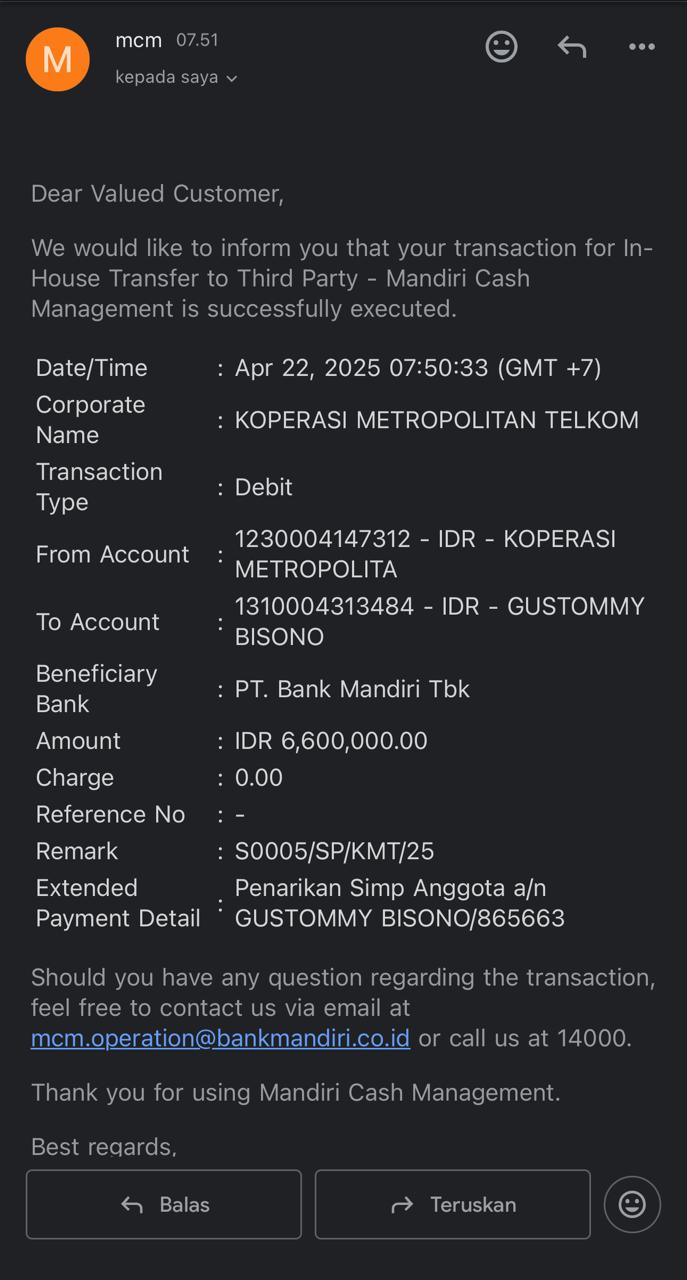 M
mcm 07.51
kepada saya
Dear Valued Customer,
We would like to inform you that your transaction for In-
House Transfer to Third Party - Mandiri Cash
Management is successfully executed.
Date/Time : Apr 22, 2025 07:50:33 (GMT +7)
Corporate
Name : KOPERASI METROPOLITAN TELKOM
Transaction
Type : Debit
From Account : 1230004147312 - IDR - KOPERASI
METROPOLITA
To Account : 1310004313484 - IDR - GUSTOMMY
BISONO
Beneficiary
Bank : PT. Bank Mandiri Tbk
Amount : IDR 6,600,000.00
Charge : 0.00
Reference No : -
Remark : S0005/SP/KMT/25
Extended Payment Detail : Penarikan Simp Anggota a/n
GUSTOMMY BISONO/865663
Should you have any question regarding the transaction,
feel free to contact us via email at
mcm.operation@bankmandiri.co.id or call us at 14000.
Thank you for using Mandiri Cash Management.
Best regards,
Balas
Teruskan